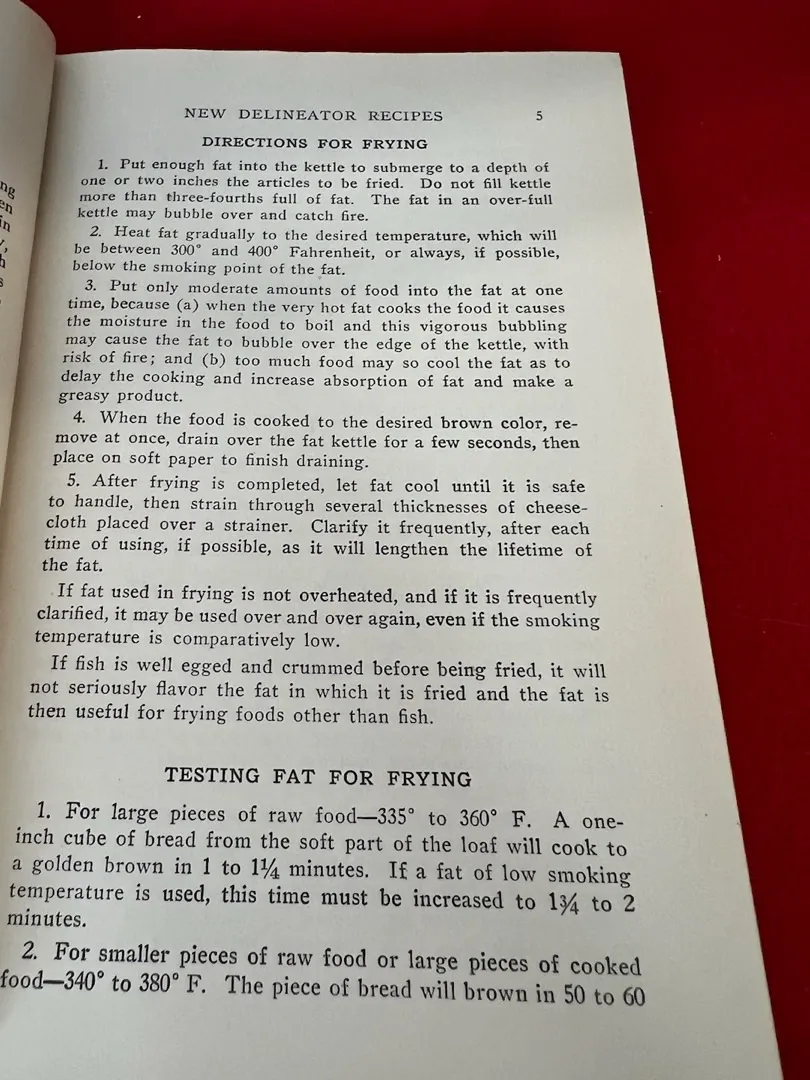 NEW DELINEATOR RECIPES 5
DIRECTIONS FOR FRYING
1. Put enough fat into the kettle to submerge to a depth of
one or two inches the articles to be fried. Do not fill kettle
more than three-fourths full of fat. The fat in an over-full
kettle may bubble over and catch fire.
2. Heat fat gradually to the desired temperature, which will
be between 300° and 400° Fahrenheit, or always, if possible,
below the smoking point of the fat.
3. Put only moderate amounts of food into the fat at one
time, because (a) when the very hot fat cooks the food it causes
the moisture in the food to boil and this vigorous bubbling
may cause the fat to bubble over the edge of the kettle, with
risk of fire; and (b) too much food may so cool the fat as to
delay the cooking and increase absorption of fat and make a
greasy product.
4. When the food is cooked to the desired brown color, re-
move at once, drain over the fat kettle for a few seconds, then
place on soft paper to finish draining.
5. After frying is completed, let fat cool until it is safe
to handle, then strain through several thicknesses of cheese-
cloth placed over a strainer. Clarify it frequently, after each
time of using, if possible, as it will lengthen the lifetime of
the fat.
If fat used in frying is not overheated, and if it is frequently
clarified, it may be used over and over again, even if the smoking
temperature is comparatively low.
If fish is well egged and crummed before being fried, it will
not seriously flavor the fat in which it is fried and the fat is
then useful for frying foods other than fish.
TESTING FAT FOR FRYING
1. For large pieces of raw food—335° to 360° F. A one-
inch cube of bread from the soft part of the loaf will cook to
a golden brown in 1 to 1¼ minutes. If a fat of low smoking
temperature is used, this time must be increased to 1¾ to 2
minutes.
2. For smaller pieces of raw food or large pieces of cooked
food—340° to 380° F. The piece of bread will brown in 50 to 60